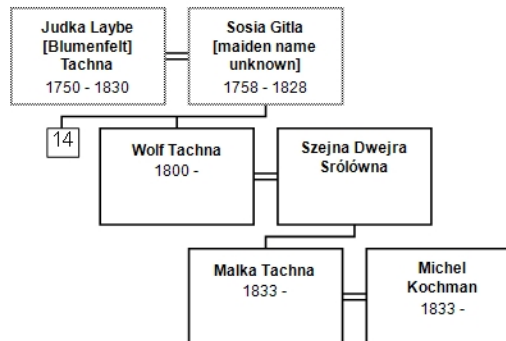 Judka Laybe
[Blumenfelt]
Tachna
1750 - 1830
Sosia Gitla
[maiden name
unknown]
1758 - 1828
14
Wolf Tachna
1800 -
Szejna Dwejra
Srólówna
Malka Tachna
1833 -
Michel
Kochman
1833 -